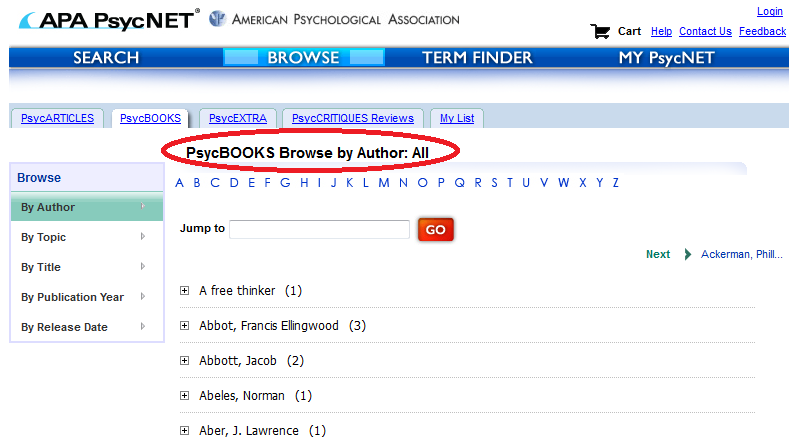 APA PsycNET® AMERICAN PSYCHOLOGICAL ASSOCIATION
Login
Cart Help Contact Us Feedback
SEARCH BROWSE TERM FINDER MY PsycNET
PsycARTICLES PsycBOOKS PsycEXTRA PsycCRITIQUES Reviews My List
PsycBOOKS Browse by Author: All
Browse
By Author
By Topic
By Title
By Publication Year
By Release Date
A B C D E F G H I J K L M N O P Q R S T U V W X Y Z
Jump to GO
Next Ackerman, Phill...
A free thinker (1)
Abbot, Francis Ellingwood (3)
Abbott, Jacob (2)
Abeles, Norman (1)
Aber, J. Lawrence (1)